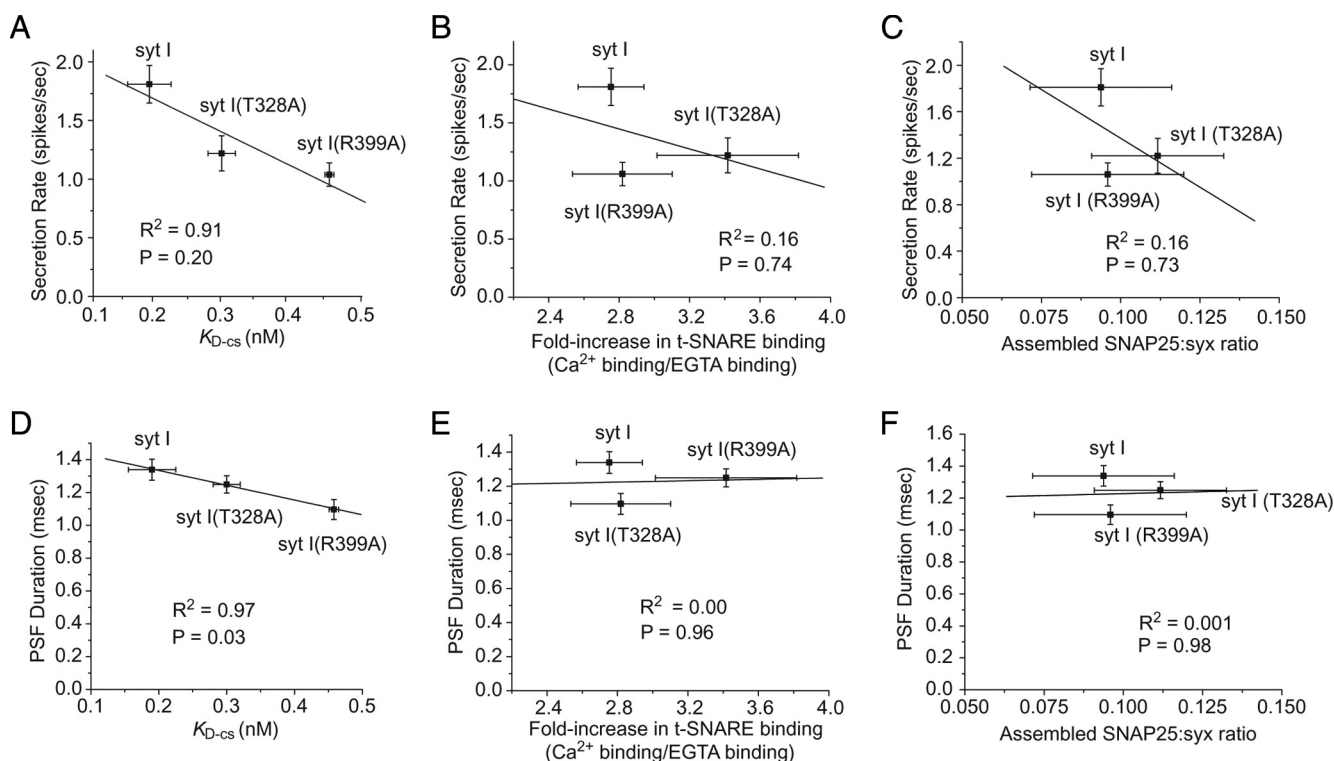 A
syt I
syt I(T328A)
syt I(R399A)
R² = 0.91
P = 0.20
Secretion Rate (spikes/sec)
2.0
1.5
1.0
0.5
0.0
0.1
0.2
0.3
0.4
0.5
K_D-cs (nM)
B
syt I
syt I(T328A)
syt I(R399A)
R² = 0.16
P = 0.74
Secretion Rate (spikes/sec)
2.0
1.5
1.0
0.5
0.0
2.4
2.8
3.2
3.6
4.0
Fold-increase in t-SNARE binding
(Ca²⁺ binding/EGTA binding)
C
syt I
syt I (T328A)
syt I (R399A)
R² = 0.16
P = 0.73
Secretion Rate (spikes/sec)
2.0
1.6
1.2
0.8
0.4
0.0
0.050
0.075
0.100
0.125
0.150
Assembled SNAP25:syx ratio
D
syt I
syt I(T328A)
syt I(R399A)
R² = 0.97
P = 0.03
PSF Duration (msec)
1.4
1.2
1.0
0.8
0.6
0.4
0.2
0.0
0.1
0.2
0.3
0.4
0.5
K_D-cs (nM)
E
syt I
syt I(R399A)
syt I(T328A)
R² = 0.00
P = 0.96
PSF Duration (msec)
1.4
1.2
1.0
0.8
0.6
0.4
0.2
0.0
2.4
2.8
3.2
3.6
4.0
Fold-increase in t-SNARE binding
(Ca²⁺ binding/EGTA binding)
F
syt I
syt I (T328A)
syt I (R399A)
R² = 0.001
P = 0.98
PSF Duration (msec)
1.6
1.4
1.2
1.0
0.8
0.6
0.4
0.2
0.0
0.050
0.075
0.100
0.125
0.150
Assembled SNAP25:syx ratio